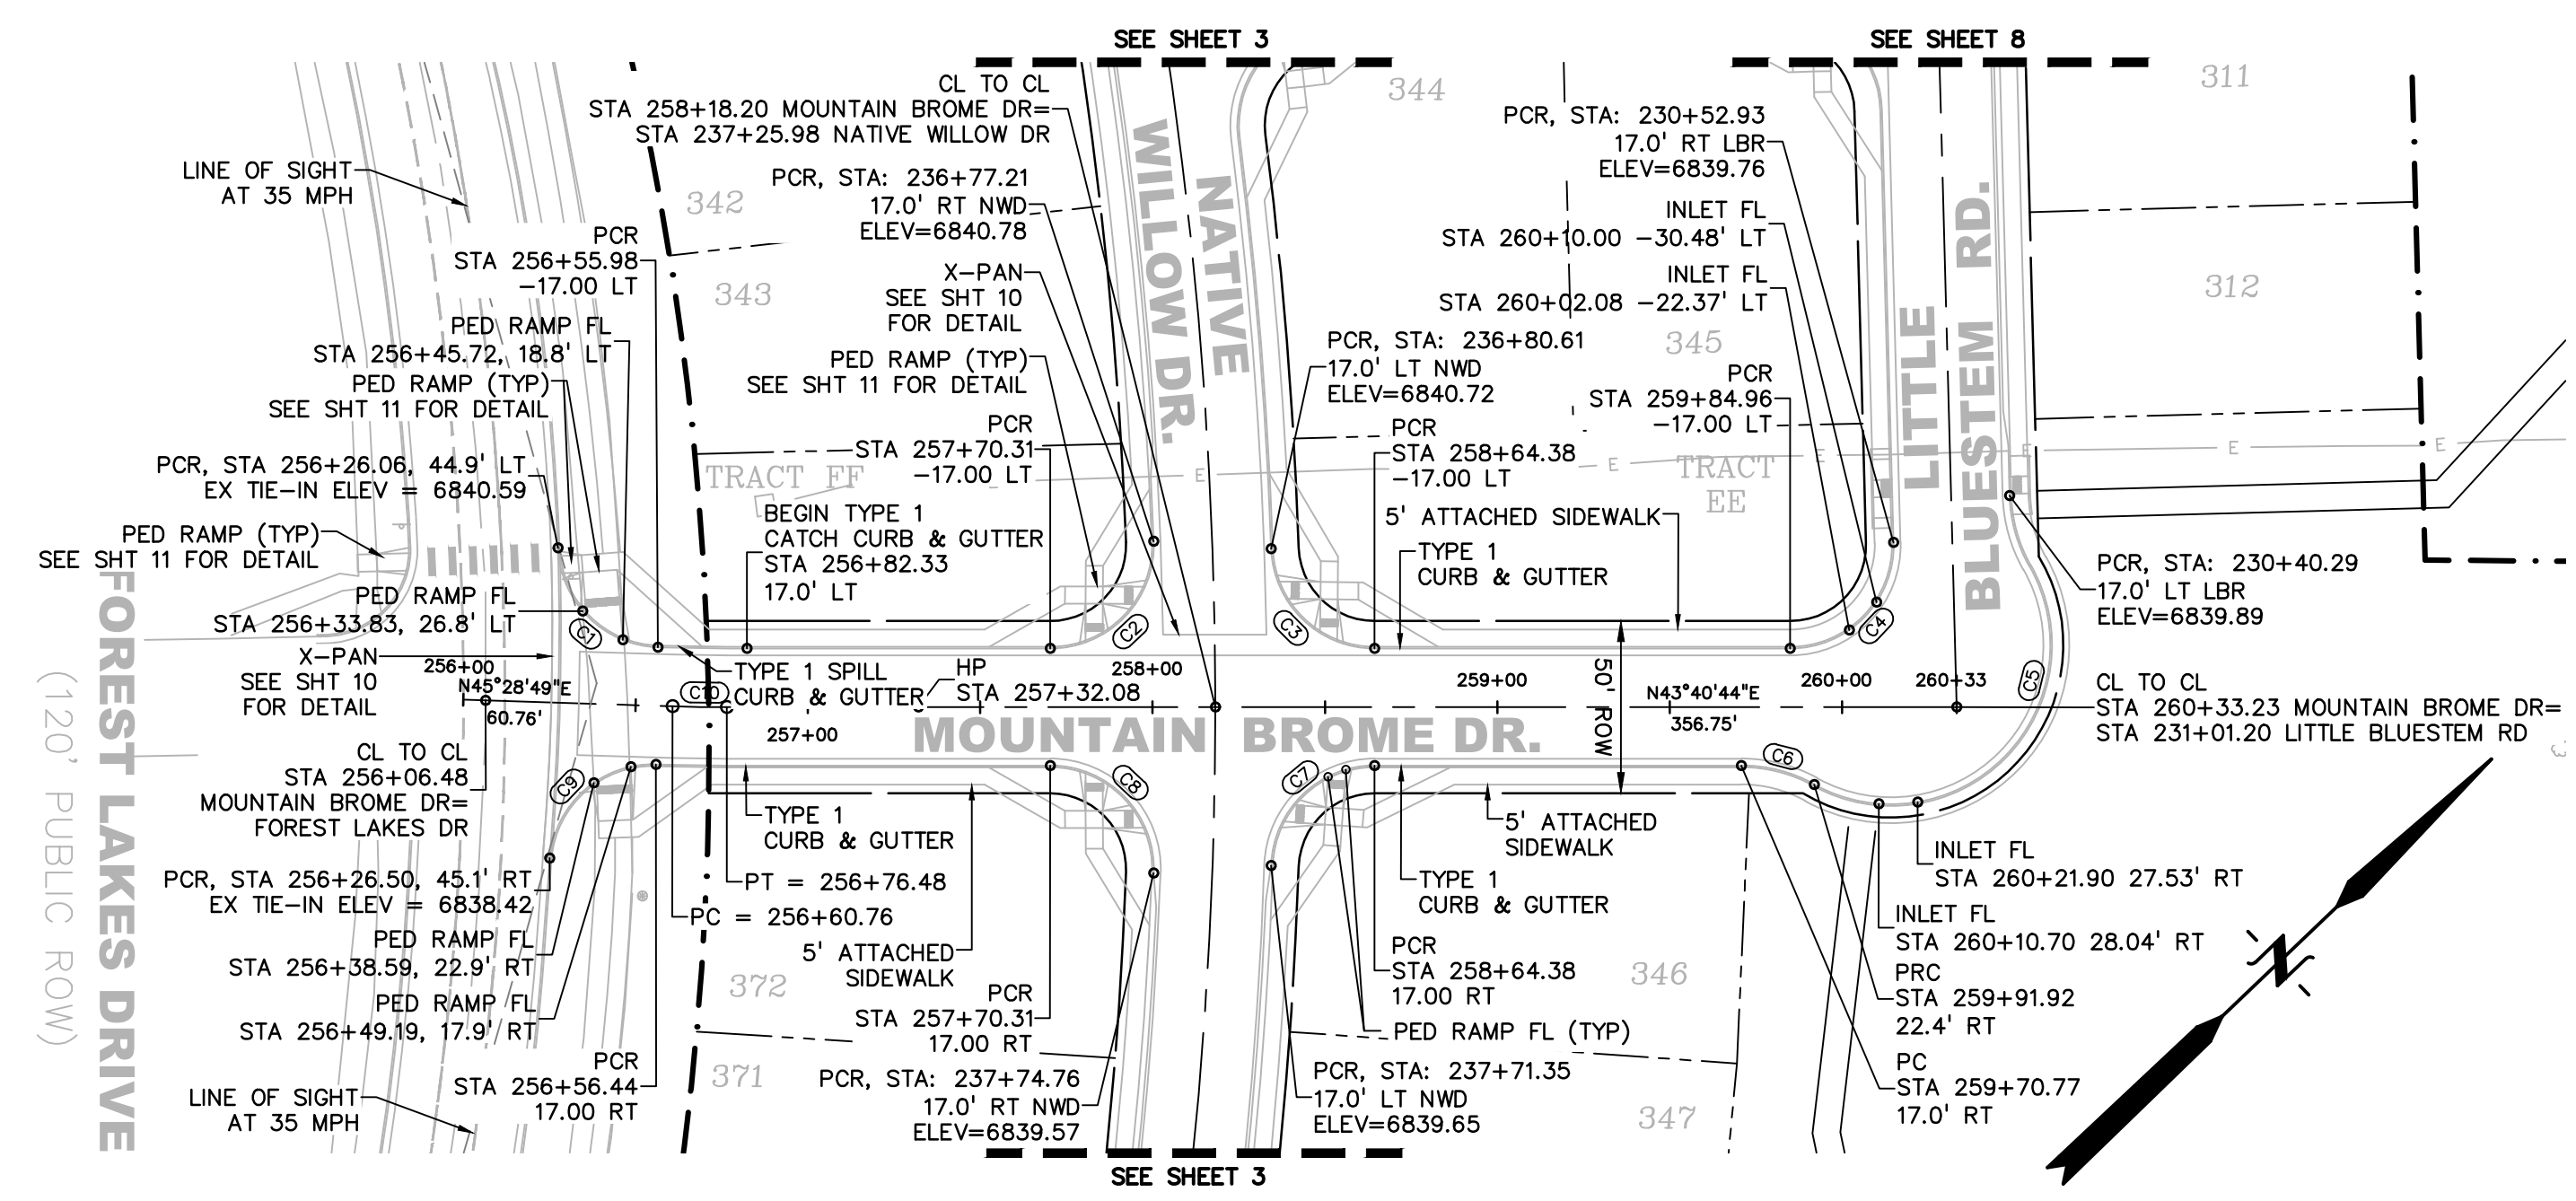 SEE SHEET 3
SEE SHEET 8
CL TO CL
STA 258+18.20 MOUNTAIN BROME DR=
STA 237+25.98 NATIVE WILLOW DR
344
311
PCR, STA: 230+52.93
17.0' RT LBR
ELEV=6839.76
LINE OF SIGHT
AT 35 MPH
342
PCR, STA: 236+77.21
17.0' RT NWD
ELEV=6840.78
NATIVE
WILLOW DR.
INLET FL
STA 260+10.00 -30.48' LT
PCR
STA 256+55.98
-17.00 LT
343
X-PAN
SEE SHT 10
FOR DETAIL
INLET FL
STA 260+02.08 -22.37' LT
312
LITTLE
BLUESTEM RD.
PED RAMP FL
STA 256+45.72, 18.8' LT
PED RAMP (TYP)
SEE SHT 11 FOR DETAIL
PED RAMP (TYP)
SEE SHT 11 FOR DETAIL
PCR, STA: 236+80.61
17.0' LT NWD
ELEV=6840.72
345
PCR
STA 259+84.96
-17.00 LT
PCR
STA 257+70.31
-17.00 LT
PCR
STA 258+64.38
-17.00 LT
PCR, STA 256+26.06, 44.9' LT
EX TIE-IN ELEV = 6840.59
TRACT FF
E
E
E
E
E
E
TRACT
EE
PED RAMP (TYP)
SEE SHT 11 FOR DETAIL
BEGIN TYPE 1
CATCH CURB & GUTTER
STA 256+82.33
17.0' LT
5' ATTACHED SIDEWALK
TYPE 1
CURB & GUTTER
PCR, STA: 230+40.29
17.0' LT LBR
ELEV=6839.89
PED RAMP FL
STA 256+33.83, 26.8' LT
C1
C2
C3
C4
C5
FOREST LAKES DRIVE
(120' PUBLIC ROW)
X-PAN
SEE SHT 10
FOR DETAIL
256+00
N45°28'49"E
60.76'
C10
TYPE 1 SPILL
CURB & GUTTER
HP
STA 257+32.08
258+00
259+00
50' ROW
N43°40'44"E
356.75'
260+00
260+33
CL TO CL
STA 260+33.23 MOUNTAIN BROME DR=
STA 231+01.20 LITTLE BLUESTEM RD
257+00
MOUNTAIN BROME DR.
CL TO CL
STA 256+06.48
MOUNTAIN BROME DR=
FOREST LAKES DR
C9
C8
C7
C6
TYPE 1
CURB & GUTTER
5' ATTACHED
SIDEWALK
INLET FL
STA 260+21.90 27.53' RT
PCR, STA 256+26.50, 45.1' RT
EX TIE-IN ELEV = 6838.42
PT = 256+76.48
PC = 256+60.76
TYPE 1
CURB & GUTTER
INLET FL
STA 260+10.70 28.04' RT
PED RAMP FL
STA 256+38.59, 22.9' RT
5' ATTACHED
SIDEWALK
PCR
STA 258+64.38
17.00 RT
346
PRC
STA 259+91.92
22.4' RT
PED RAMP FL
STA 256+49.19, 17.9' RT
372
PCR
STA 257+70.31
17.00 RT
PED RAMP FL (TYP)
PCR
STA 256+56.44
17.00 RT
371
PCR, STA: 237+74.76
17.0' RT NWD
ELEV=6839.57
PCR, STA: 237+71.35
17.0' LT NWD
ELEV=6839.65
347
PC
STA 259+70.77
17.0' RT
LINE OF SIGHT
AT 35 MPH
N
SEE SHEET 3